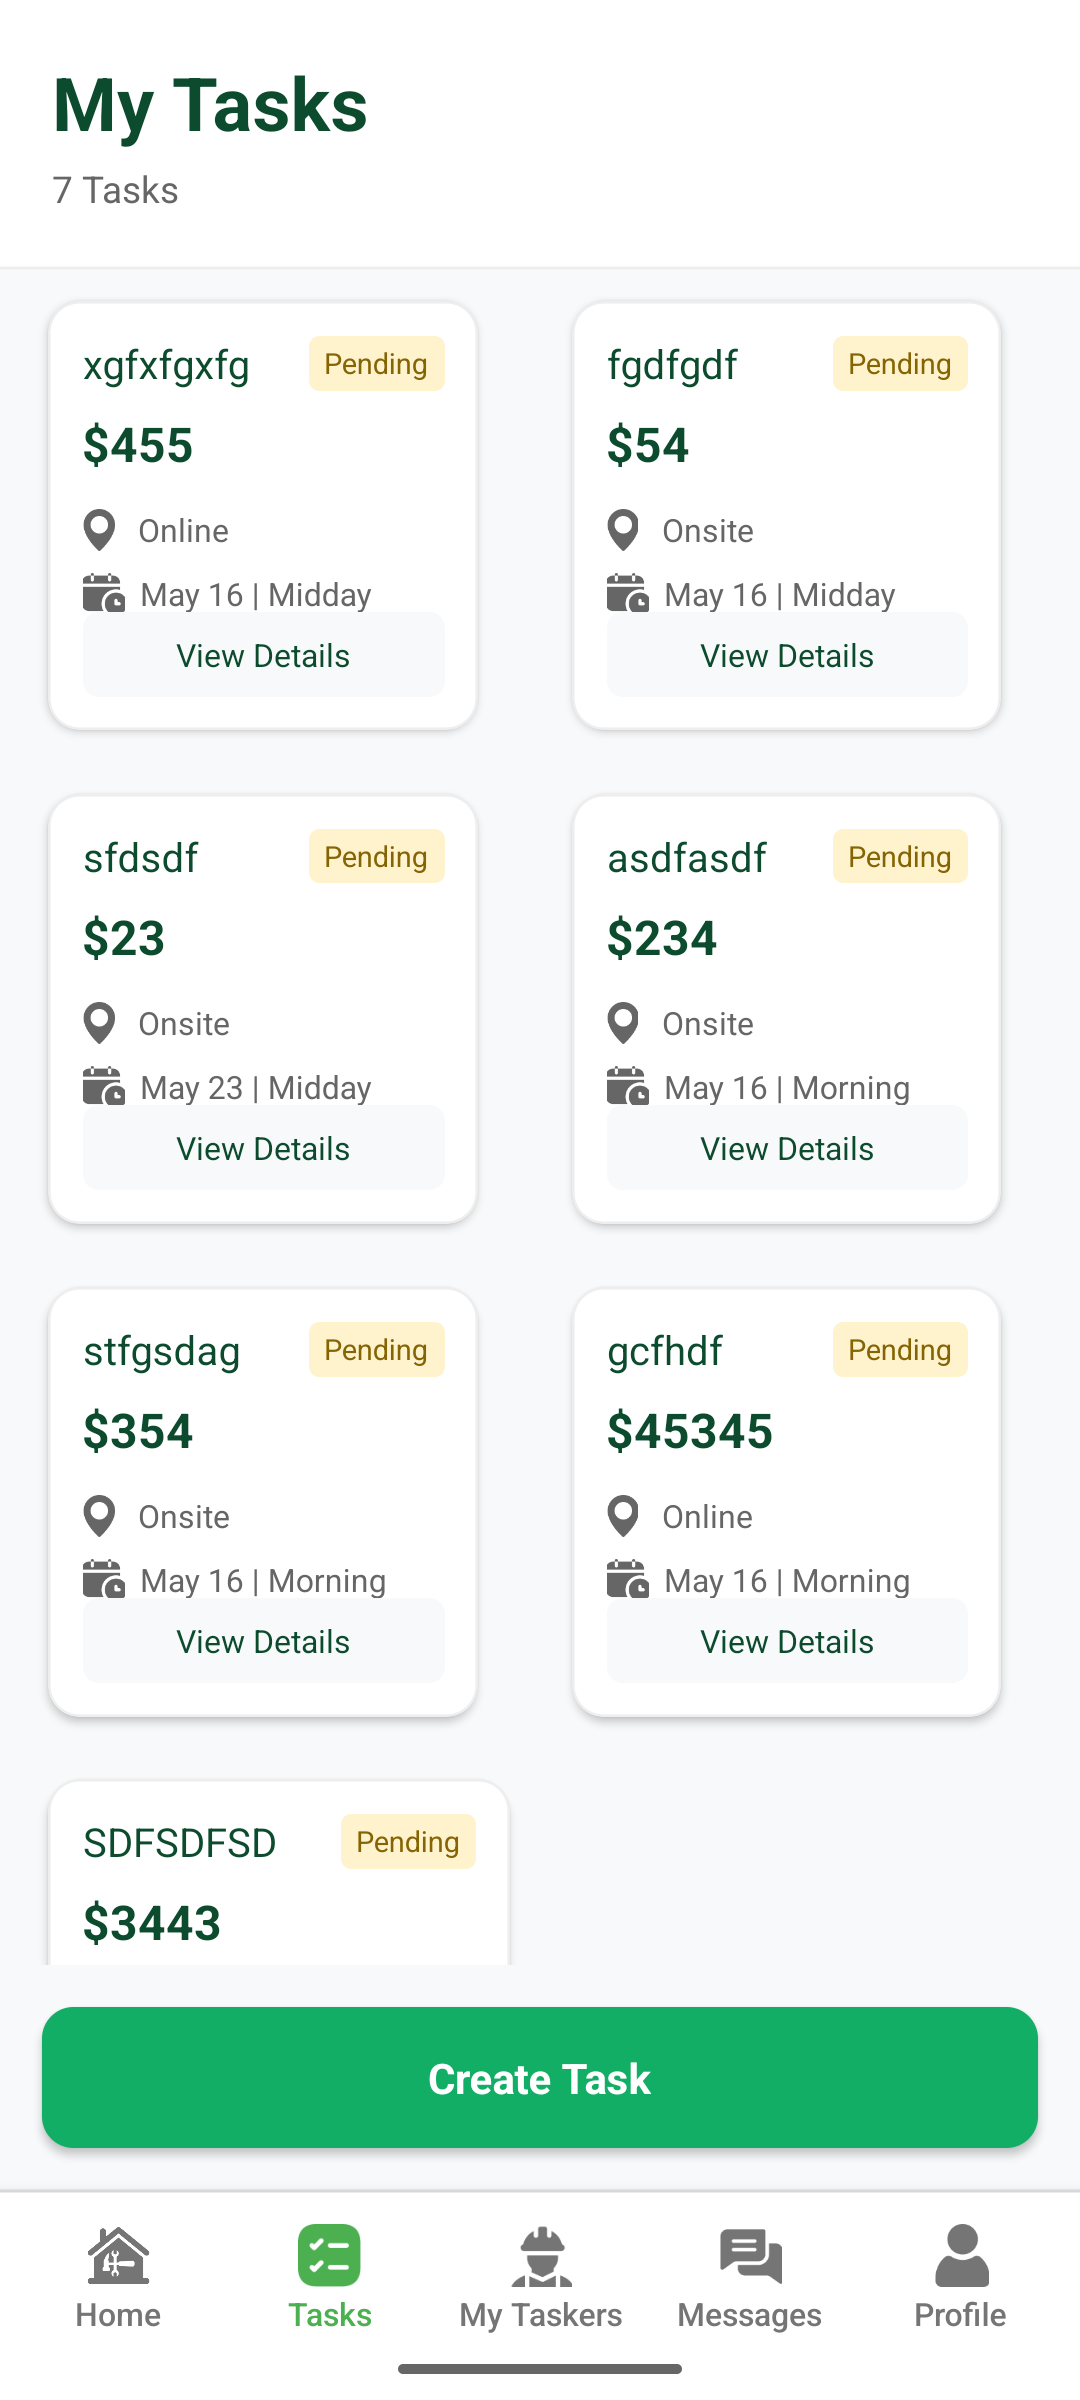 My Tasks
7 Tasks
xgfxfgxfg
Pending
$455
Online
May 16 | Midday
View Details
fgdfgdf
Pending
$54
Onsite
May 16 | Midday
View Details
sfdsdf
Pending
$23
Onsite
May 23 | Midday
View Details
asdfasdf
Pending
$234
Onsite
May 16 | Morning
View Details
stfgsdag
Pending
$354
Onsite
May 16 | Morning
View Details
gcfhdf
Pending
$45345
Online
May 16 | Morning
View Details
SDFSDFSD
Pending
$3443
Create Task
Home
Tasks
My Taskers
Messages
Profile